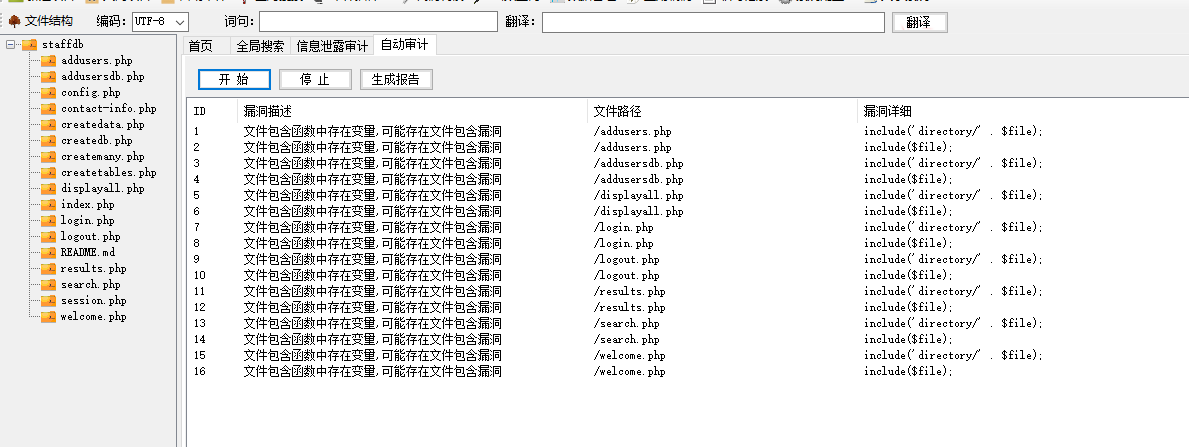 文件结构 编码: UTF-8 词句: 翻译: 翻译
staffdb
addusers.php
addusersdb.php
config.php
contact-info.php
createdata.php
createdb.php
createmany.php
createtables.php
displayall.php
index.php
login.php
logout.php
README.md
results.php
search.php
session.php
welcome.php
首页 全局搜索 信息泄露审计 自动审计
开 始 停 止 生成报告
ID 漏洞描述 文件路径 漏洞详细
1 文件包含函数中存在变量,可能存在文件包含漏洞 /addusers.php include('directory/' . $file);
2 文件包含函数中存在变量,可能存在文件包含漏洞 /addusers.php include($file);
3 文件包含函数中存在变量,可能存在文件包含漏洞 /addusersdb.php include('directory/' . $file);
4 文件包含函数中存在变量,可能存在文件包含漏洞 /addusersdb.php include($file);
5 文件包含函数中存在变量,可能存在文件包含漏洞 /displayall.php include('directory/' . $file);
6 文件包含函数中存在变量,可能存在文件包含漏洞 /displayall.php include($file);
7 文件包含函数中存在变量,可能存在文件包含漏洞 /login.php include('directory/' . $file);
8 文件包含函数中存在变量,可能存在文件包含漏洞 /login.php include($file);
9 文件包含函数中存在变量,可能存在文件包含漏洞 /logout.php include('directory/' . $file);
10 文件包含函数中存在变量,可能存在文件包含漏洞 /logout.php include($file);
11 文件包含函数中存在变量,可能存在文件包含漏洞 /results.php include('directory/' . $file);
12 文件包含函数中存在变量,可能存在文件包含漏洞 /results.php include($file);
13 文件包含函数中存在变量,可能存在文件包含漏洞 /search.php include('directory/' . $file);
14 文件包含函数中存在变量,可能存在文件包含漏洞 /search.php include($file);
15 文件包含函数中存在变量,可能存在文件包含漏洞 /welcome.php include('directory/' . $file);
16 文件包含函数中存在变量,可能存在文件包含漏洞 /welcome.php include($file);